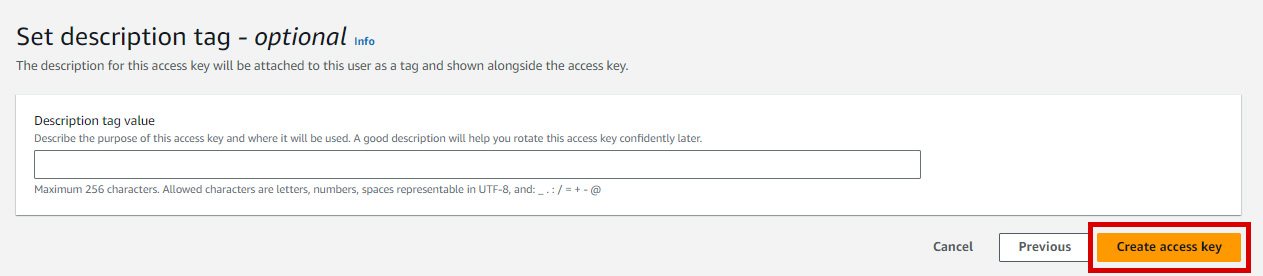 Set description tag - optional Info
The description for this access key will be attached to this user as a tag and shown alongside the access key.
Description tag value
Describe the purpose of this access key and where it will be used. A good description will help you rotate this access key confidently later.
Maximum 256 characters. Allowed characters are letters, numbers, spaces representable in UTF-8, and: _ . : / = + - @
Cancel Previous Create access key